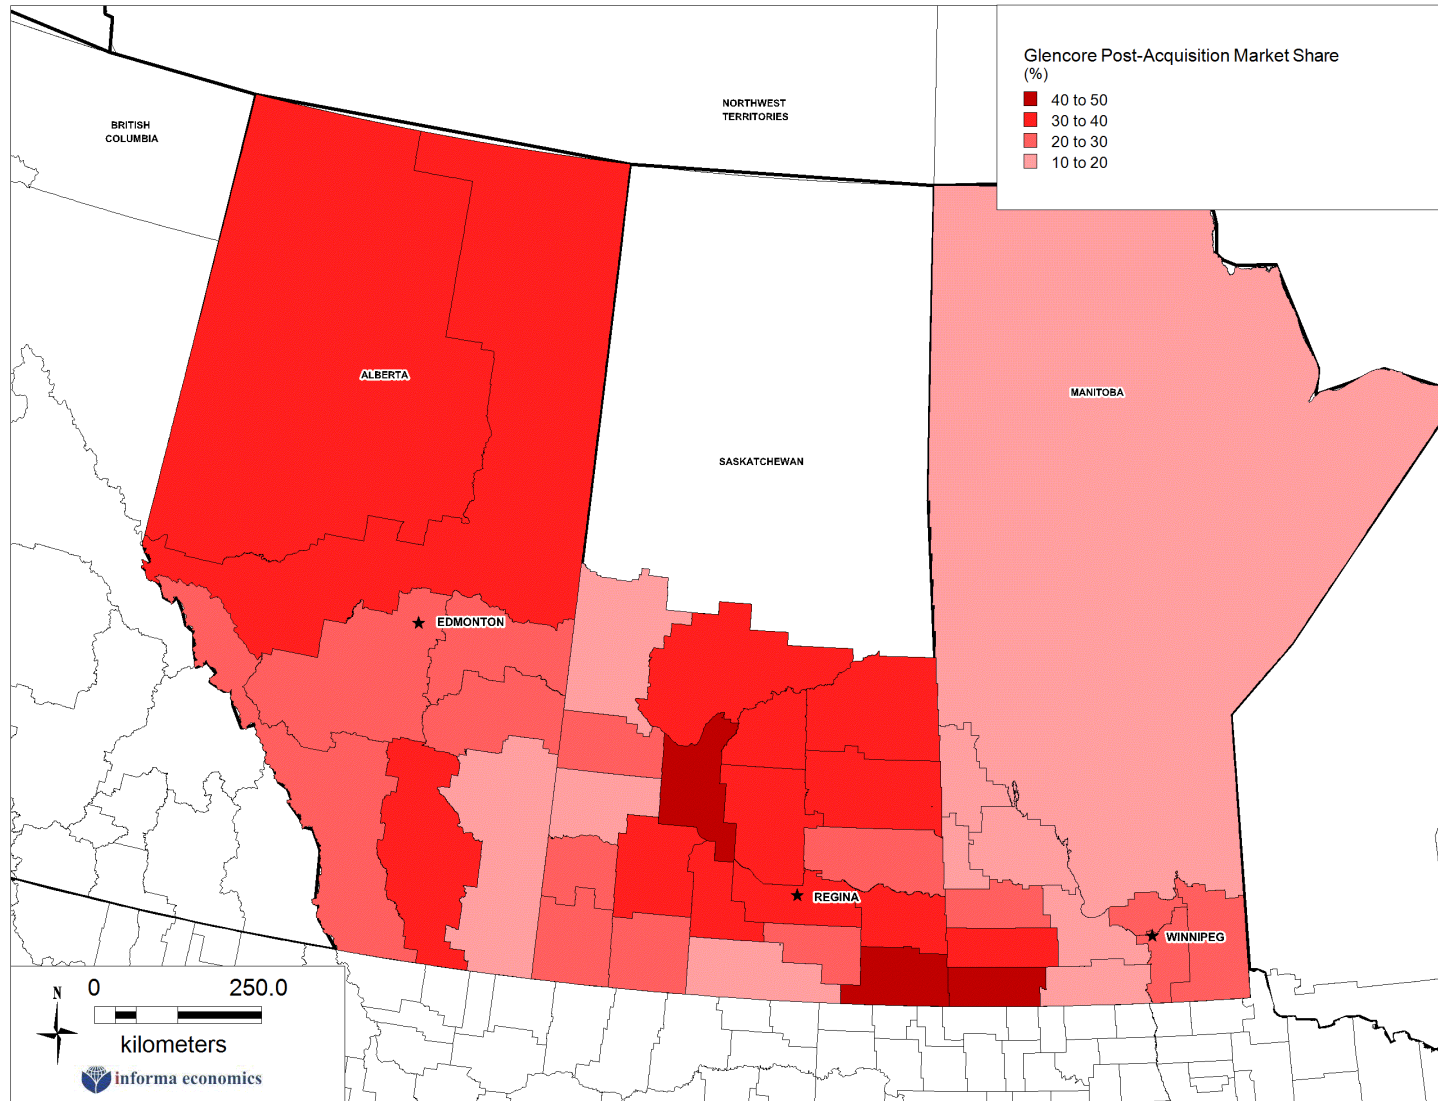 Glencore Post-Acquisition Market Share
(%)
40 to 50
30 to 40
20 to 30
10 to 20
BRITISH
COLUMBIA
NORTHWEST
TERRITORIES
ALBERTA
MANITOBA
SASKATCHEWAN
EDMONTON
REGINA
WINNIPEG
N
0 250.0
kilometers
informa economics